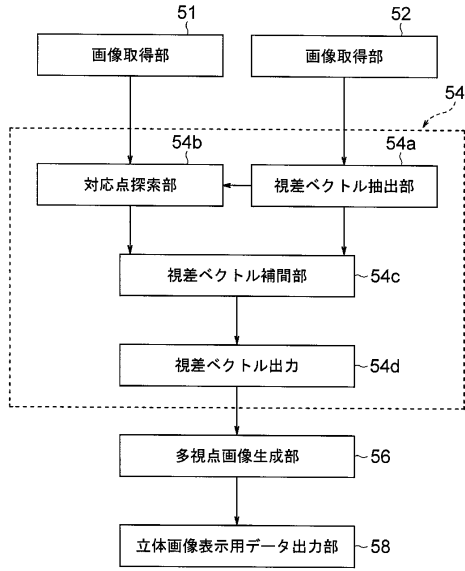 51
52
画像取得部
画像取得部
54
54b
54a
対応点探索部
視差ベクトル抽出部
視差ベクトル補間部
54c
視差ベクトル出力
54d
多視点画像生成部
56
立体画像表示用データ出力部
58